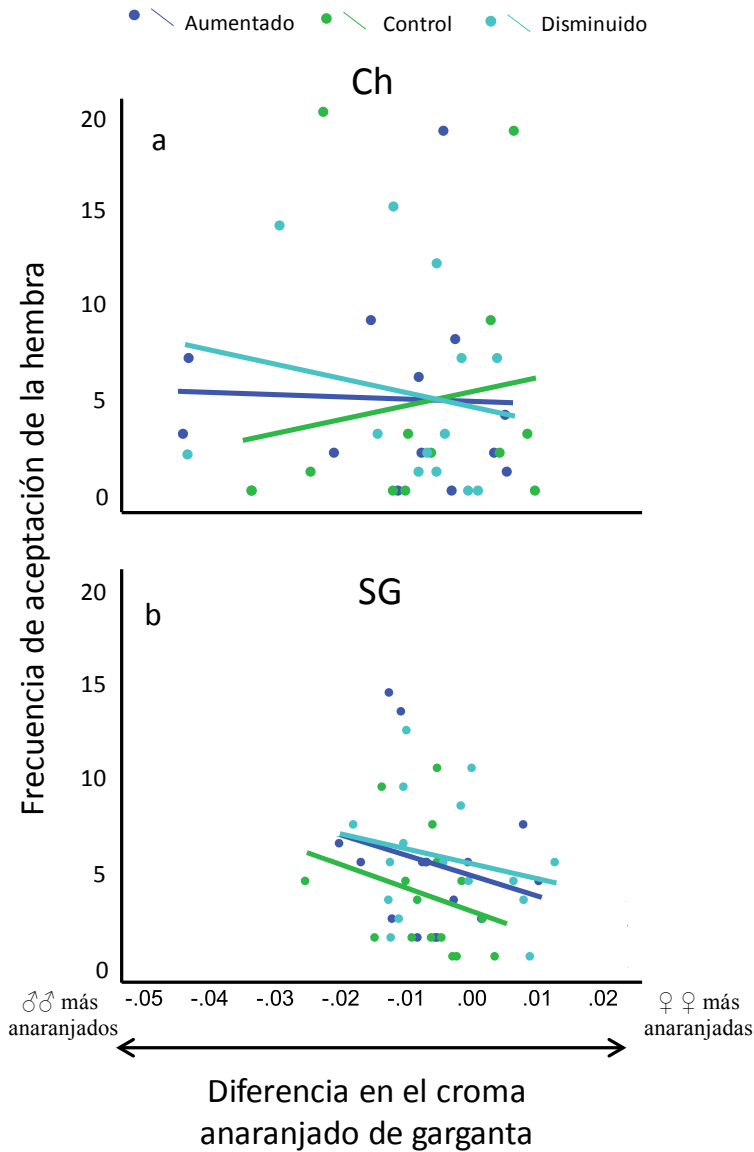 Aumentado Control Disminuido
Ch
a
20
15
10
5
0
Frecuencia de aceptación de la hembra
SG
b
20
15
10
5
0
-.05 -.04 -.03 -.02 -.01 .00 .01 .02
♂♂ más
anaranjados
♀ ♀ más
anaranjadas
Diferencia en el croma
anaranjado de garganta